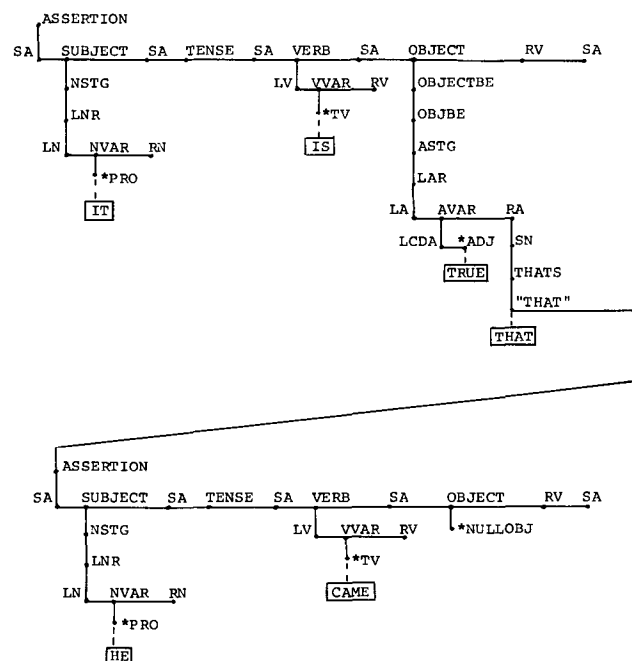 ASSERTION
SA SUBJECT SA TENSE SA VERB SA OBJECT RV SA
NSTG LV VVAR RV OBJECTBE
LNR *TV OBJBE
LN NVAR RN IS ASTG
*PRO LAR
IT LA AVAR RA
LCDA *ADJ SN
TRUE THATS
"THAT"
THAT
ASSERTION
SA SUBJECT SA TENSE SA VERB SA OBJECT RV SA
NSTG LV VVAR RV *NULLOBJ
LNR *TV
LN NVAR RN CAME
*PRO
HE